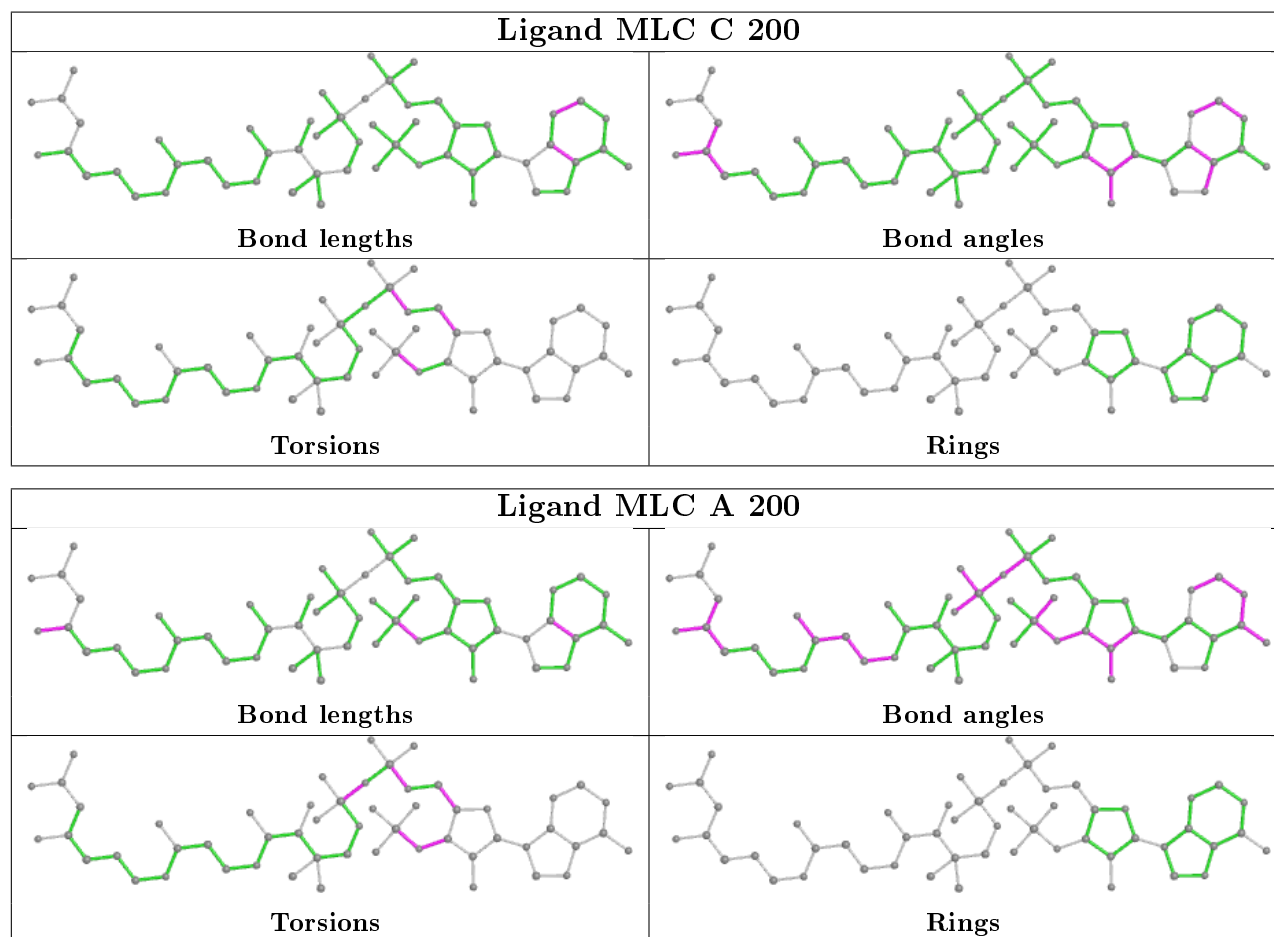 Ligand MLC C 200
Bond lengths
Bond angles
Torsions
Rings
Ligand MLC A 200
Bond lengths
Bond angles
Torsions
Rings